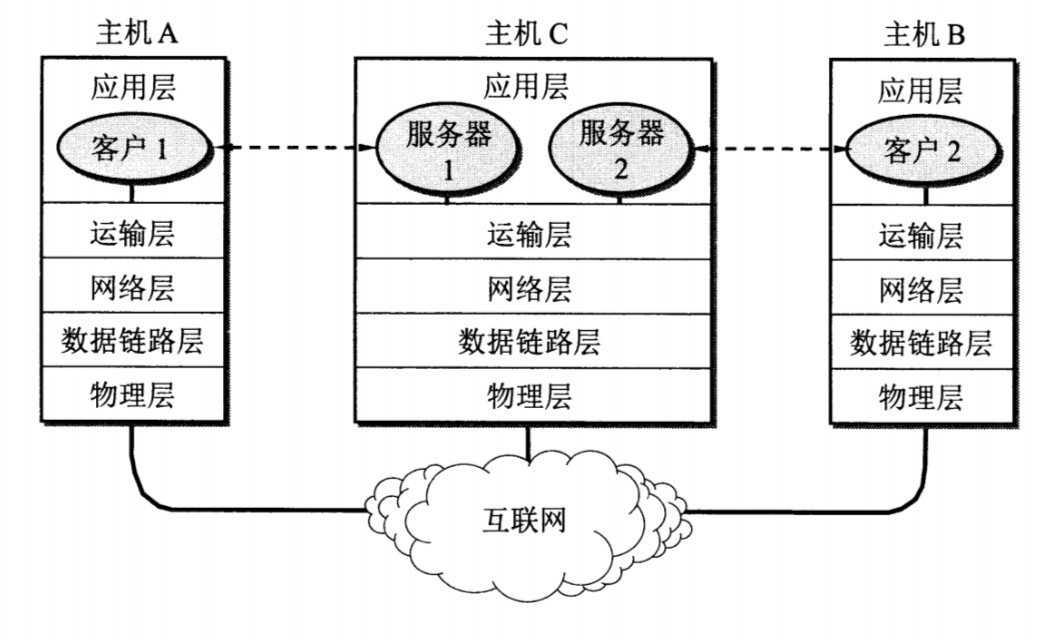 主机 A
主机 C
主机 B
应用层
客户 1
运输层
网络层
数据链路层
物理层
应用层
服务器
1
服务器
2
运输层
网络层
数据链路层
物理层
应用层
客户 2
运输层
网络层
数据链路层
物理层
互联网